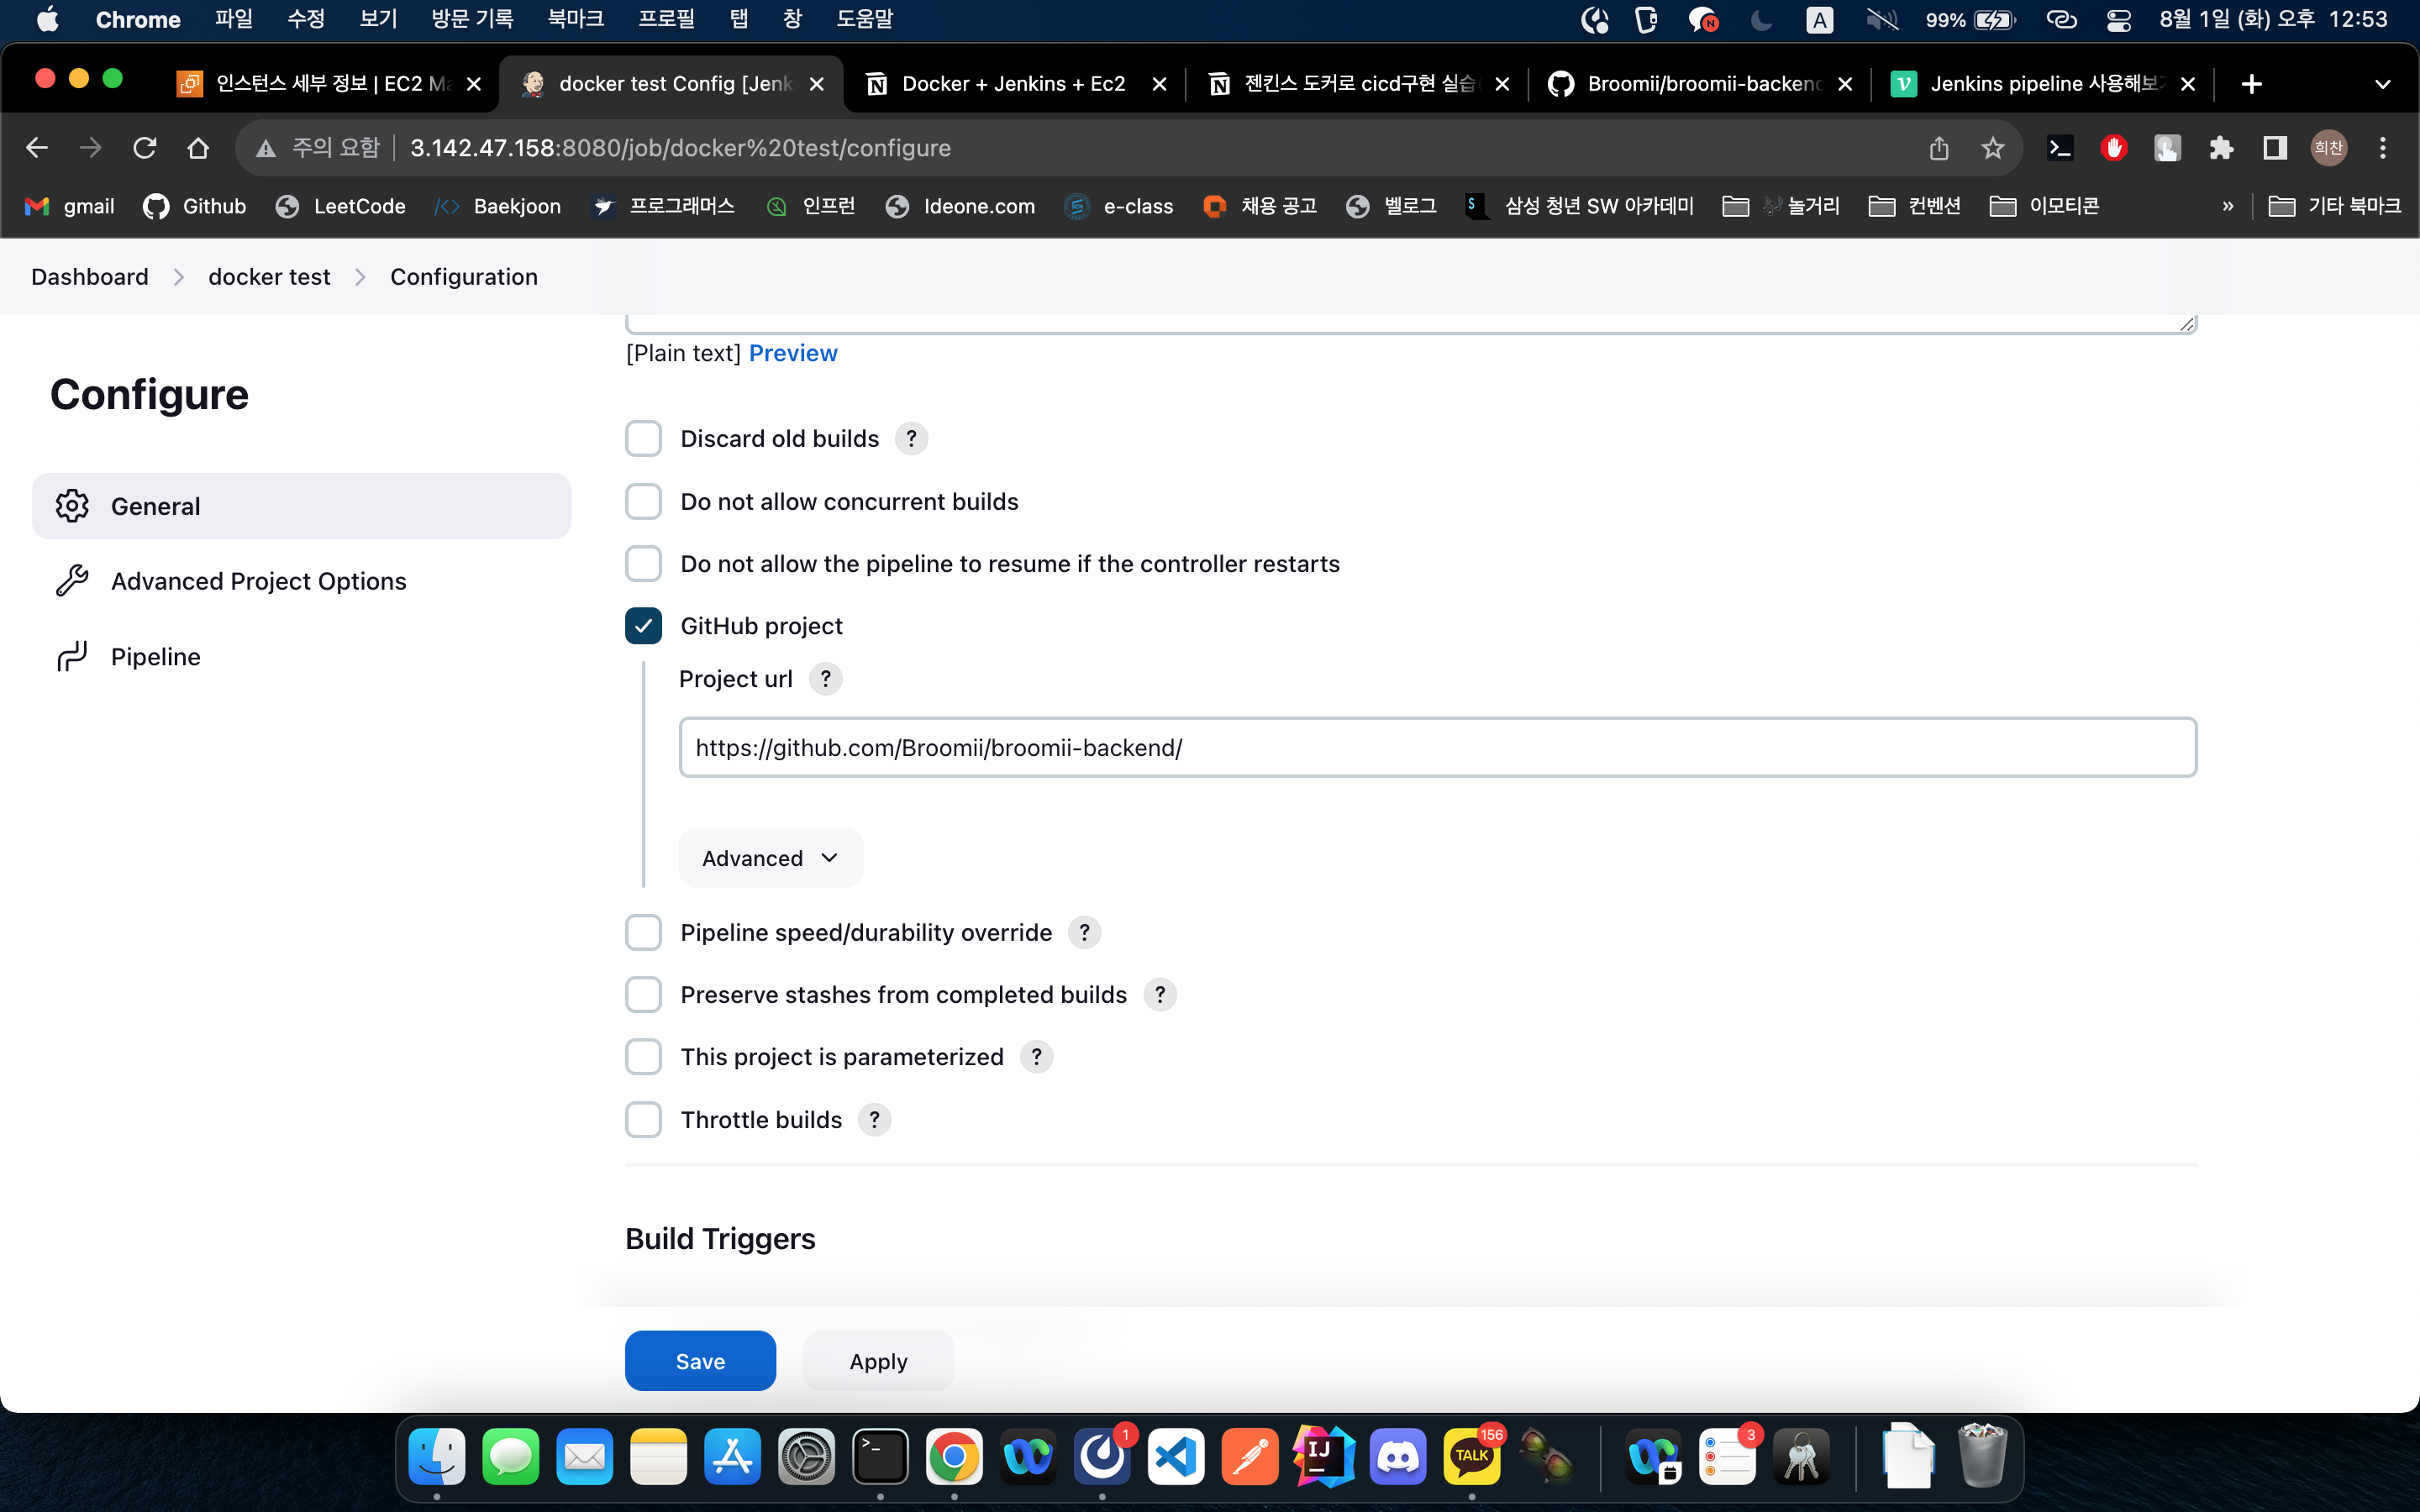 Chrome 파일 수정 보기 방문 기록 북마크 프로필 탭 창 도움말 N A 99% 8월 1일 (화) 오후 12:53
인스턴스 세부 정보 | EC2 Ma docker test Config [Jenk Docker + Jenkins + Ec2 젠킨스 도커로 cicd구현 실습 Broomii/broomii-backend Jenkins pipeline 사용해보기
주의 요함 3.142.47.158:8080/job/docker%20test/configure 희찬
gmail Github LeetCode Baekjoon 프로그래머스 인프런 Ideone.com e-class 채용 공고 벨로그 삼성 청년 SW 아카데미 놀거리 컨벤션 이모티콘 » 기타 북마크
Dashboard docker test Configuration
[Plain text] Preview
Configure
Discard old builds ?
General
Do not allow concurrent builds
Advanced Project Options
Do not allow the pipeline to resume if the controller restarts
Pipeline
GitHub project
Project url ?
https://github.com/Broomii/broomii-backend/
Advanced
Pipeline speed/durability override ?
Preserve stashes from completed builds ?
This project is parameterized ?
Throttle builds ?
Build Triggers
Save Apply
1 IJ TALK 156 3